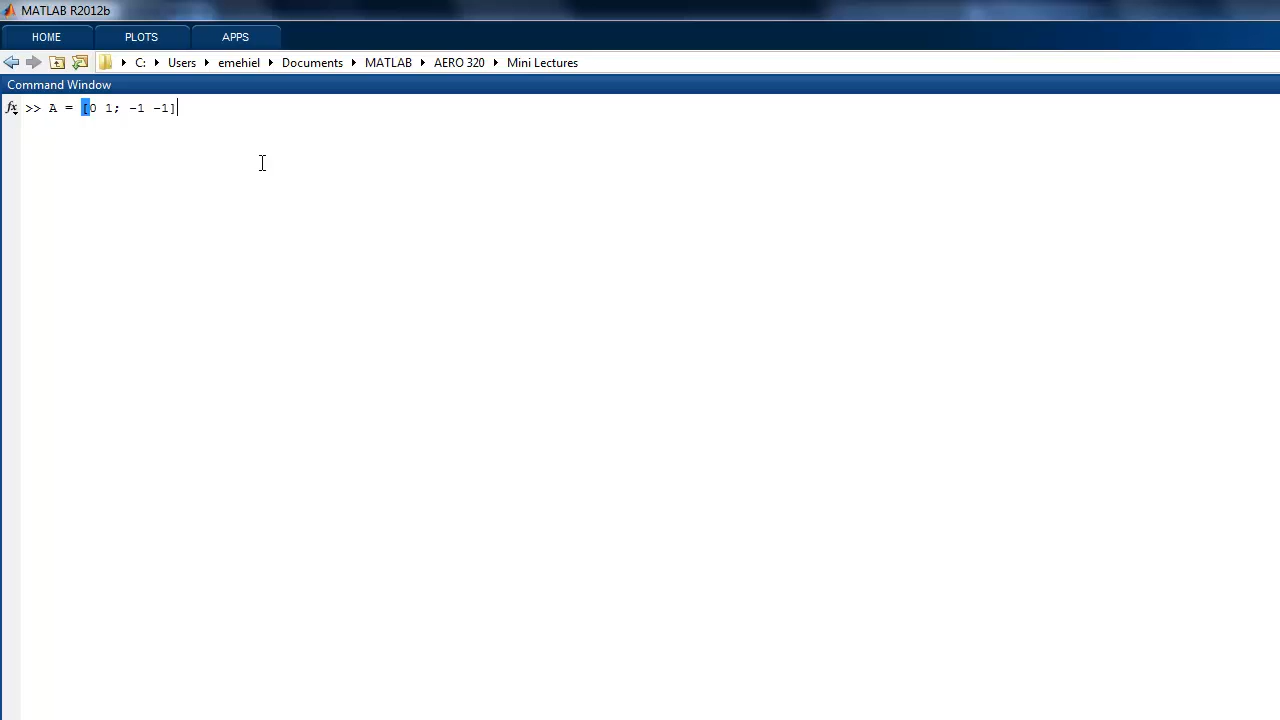 MATLAB R2012b
HOME PLOTS APPS
C: Users emehiel Documents MATLAB AERO 320 Mini Lectures
Command Window
fx >> A = [0 1; -1 -1]